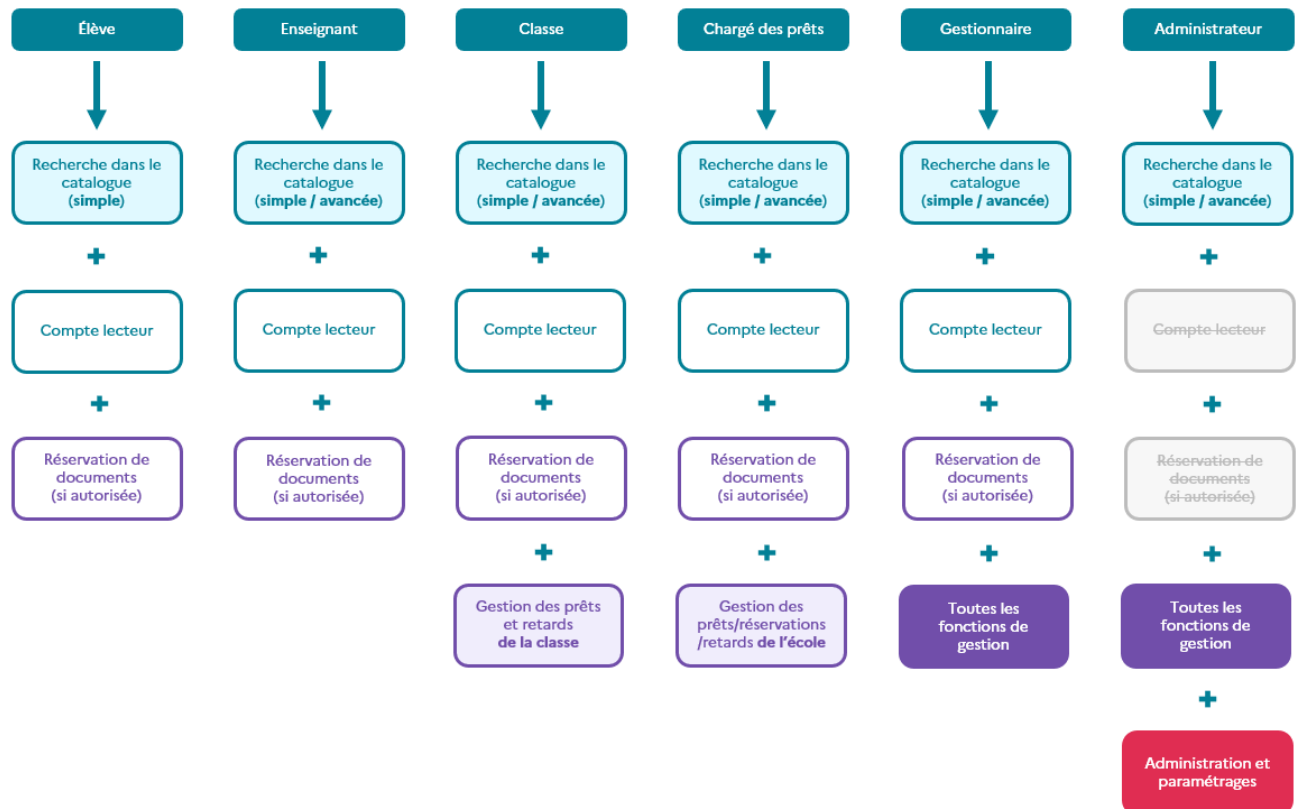 Élève
Enseignant
Classe
Chargé des prêts
Gestionnaire
Administrateur
Recherche dans le
catalogue
(simple)
Recherche dans le
catalogue
(simple / avancée)
Recherche dans le
catalogue
(simple / avancée)
Recherche dans le
catalogue
(simple / avancée)
Recherche dans le
catalogue
(simple / avancée)
Recherche dans le
catalogue
(simple / avancée)
+
+
+
+
+
+
Compte lecteur
Compte lecteur
Compte lecteur
Compte lecteur
Compte lecteur
Compte lecteur
+
+
+
+
+
+
Réservation de
documents
(si autorisée)
Réservation de
documents
(si autorisée)
Réservation de
documents
(si autorisée)
Réservation de
documents
(si autorisée)
Réservation de
documents
(si autorisée)
Réservation de
documents
(si autorisée)
+
+
+
+
Gestion des prêts
et retards
de la classe
Gestion des
prêts/réservations
/retards de l'école
Toutes les
fonctions de
gestion
Toutes les
fonctions de
gestion
+
Administration et
paramétrages